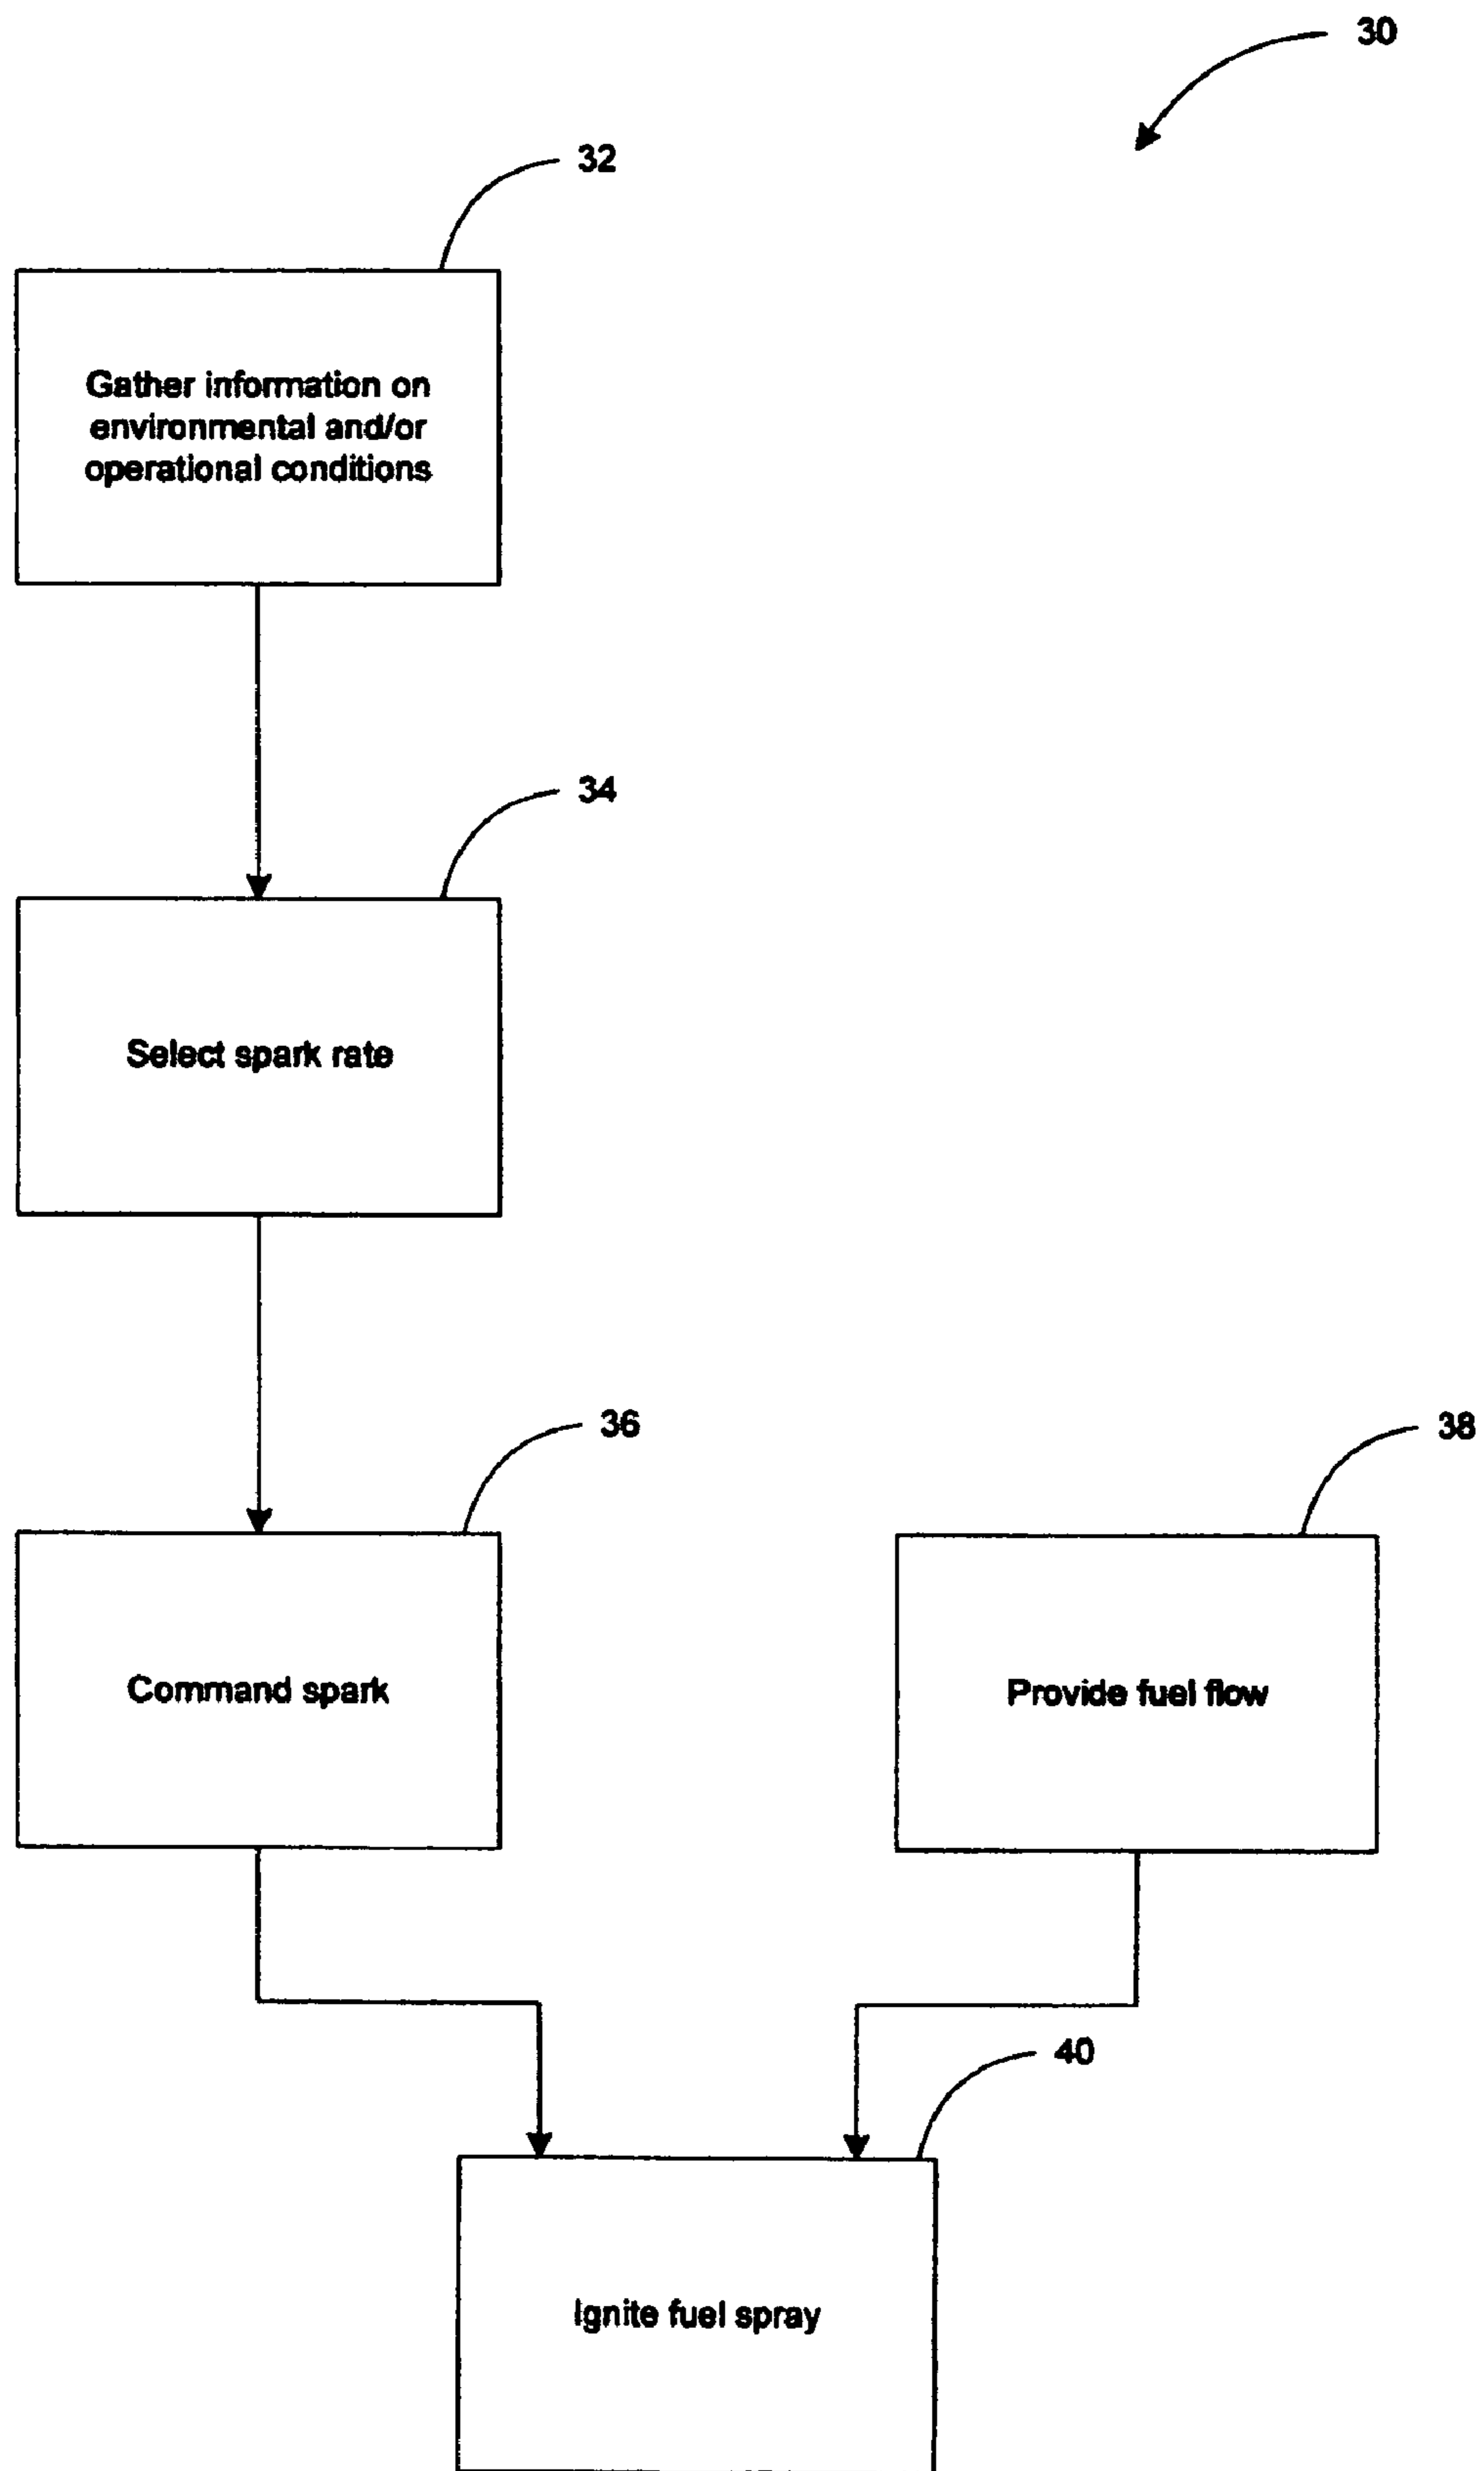 30
32
Gather information on
environmental and/or
operational conditions
34
Select spark rate
36
Command spark
38
Provide fuel flow
40
Ignite fuel spray